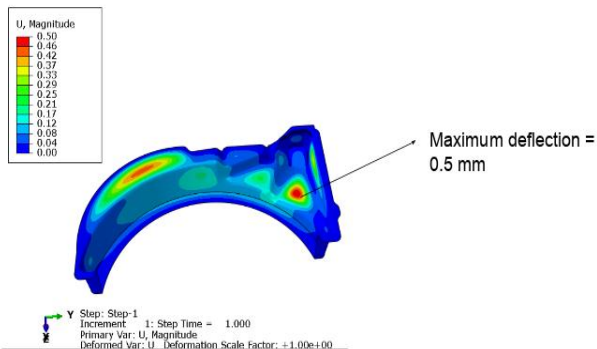 U, Magnitude
0.50
0.46
0.42
0.37
0.33
0.29
0.25
0.21
0.17
0.12
0.08
0.04
0.00
Maximum deflection =
0.5 mm
Y
Step: Step-1
Increment 1: Step Time = 1.000
Primary Var: U, Magnitude
Deformed Var: U Deformation Scale Factor: +1.00e+00